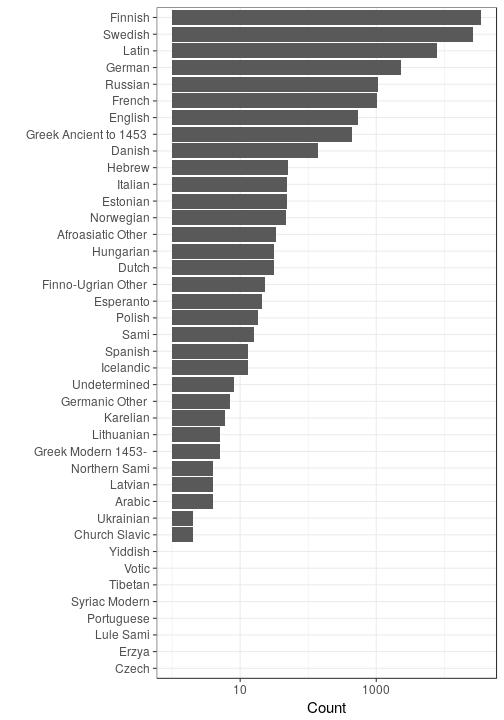 Finnish
Swedish
Latin
German
Russian
French
English
Greek Ancient to 1453
Danish
Hebrew
Italian
Estonian
Norwegian
Afroasiatic Other
Hungarian
Dutch
Finno-Ugrian Other
Esperanto
Polish
Sami
Spanish
Icelandic
Undetermined
Germanic Other
Karelian
Lithuanian
Greek Modern 1453-
Northern Sami
Latvian
Arabic
Ukrainian
Church Slavic
Yiddish
Votic
Tibetan
Syriac Modern
Portuguese
Lule Sami
Erzya
Czech
10 1000
Count